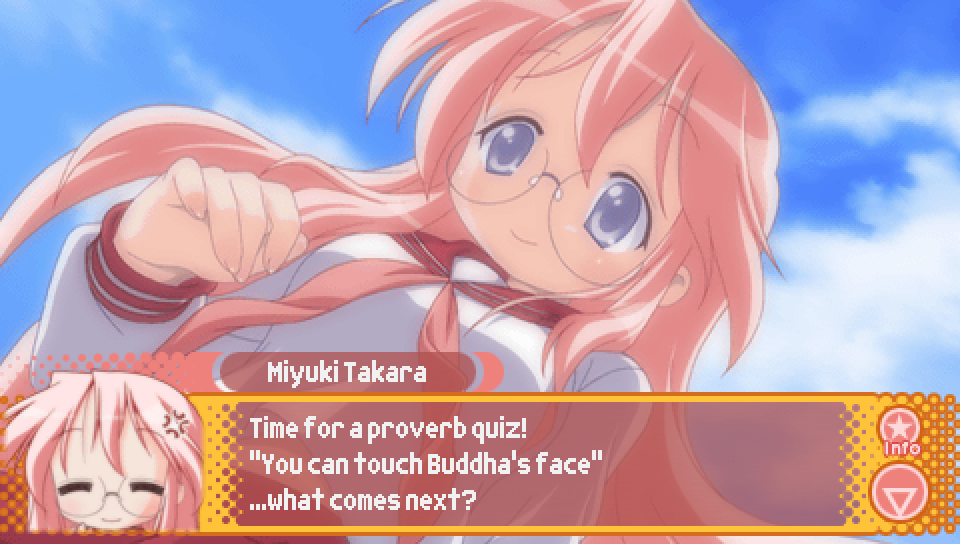 Miyuki Takara
Time for a proverb quiz!
"You can touch Buddha's face"
...what comes next?
Info